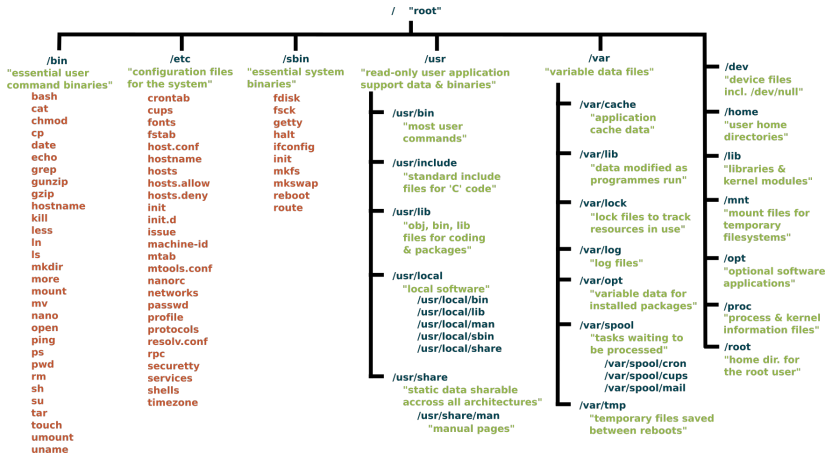 / "root"
/bin
"essential user
command binaries"
bash
cat
chmod
cp
date
echo
grep
gunzip
gzip
hostname
kill
less
ln
ls
mkdir
more
mount
mv
nano
open
ping
ps
pwd
rm
sh
su
tar
touch
umount
uname
/etc
"configuration files
for the system"
crontab
cups
fonts
fstab
host.conf
hostname
hosts
hosts.allow
hosts.deny
init
init.d
issue
machine-id
mtab
mtools.conf
nanorc
networks
passwd
profile
protocols
resolv.conf
rpc
securetty
services
shells
timezone
/sbin
"essential system
binaries"
fdisk
fsck
getty
halt
ifconfig
init
mkfs
mkswap
reboot
route
/usr
"read-only user application
support data & binaries"
/usr/bin
"most user
commands"
/usr/include
"standard include
files for 'C' code"
/usr/lib
"obj, bin, lib
files for coding
& packages"
/usr/local
"local software"
/usr/local/bin
/usr/local/lib
/usr/local/man
/usr/local/sbin
/usr/local/share
/usr/share
"static data sharable
accross all architectures"
/usr/share/man
"manual pages"
/var
"variable data files"
/var/cache
"application
cache data"
/var/lib
"data modified as
programmes run"
/var/lock
"lock files to track
resources in use"
/var/log
"log files"
/var/opt
"variable data for
installed packages"
/var/spool
"tasks waiting to
be processed"
/var/spool/cron
/var/spool/cups
/var/spool/mail
/var/tmp
"temporary files saved
between reboots"
/dev
"device files
incl. /dev/null"
/home
"user home
directories"
/lib
"libraries &
kernel modules"
/mnt
"mount files for
temporary
filesystems"
/opt
"optional software
applications"
/proc
"process & kernel
information files"
/root
"home dir. for
the root user"